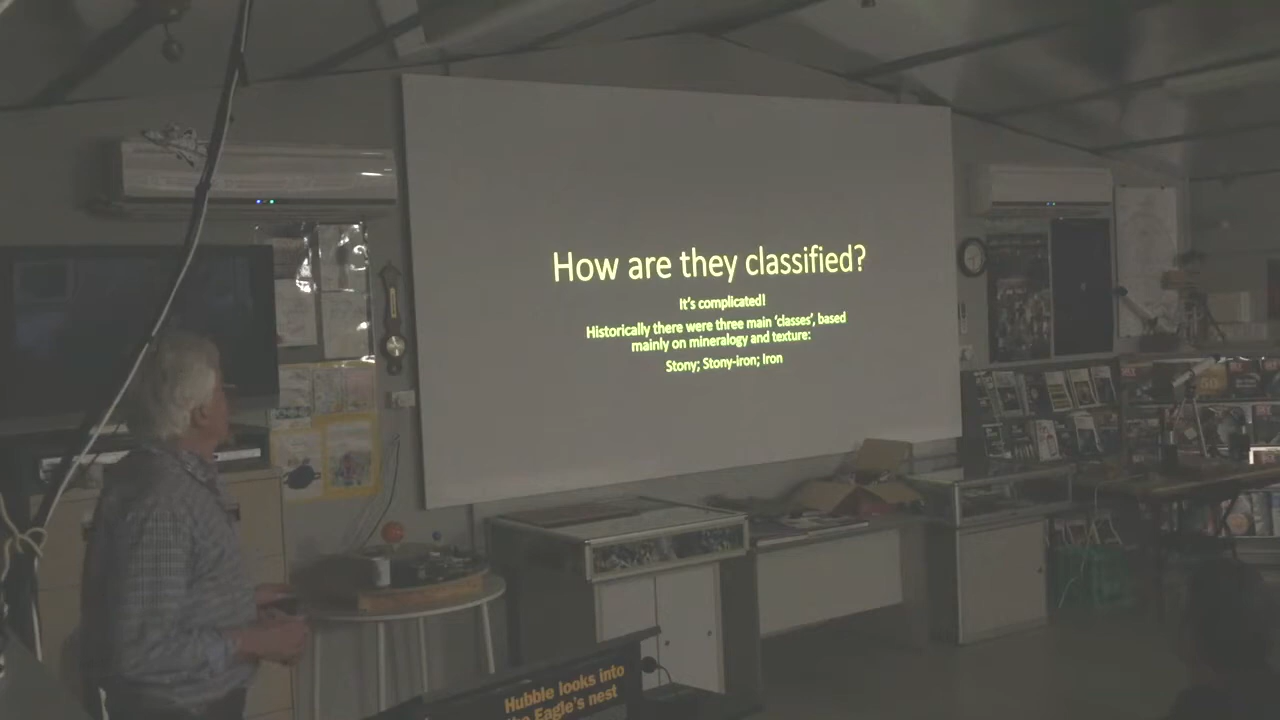 How are they classified?
It's complicated!
Historically there were three main 'classes', based
mainly on mineralogy and texture:
Stony; Stony-iron; Iron
Hubble looks into
Eagle's nest
50